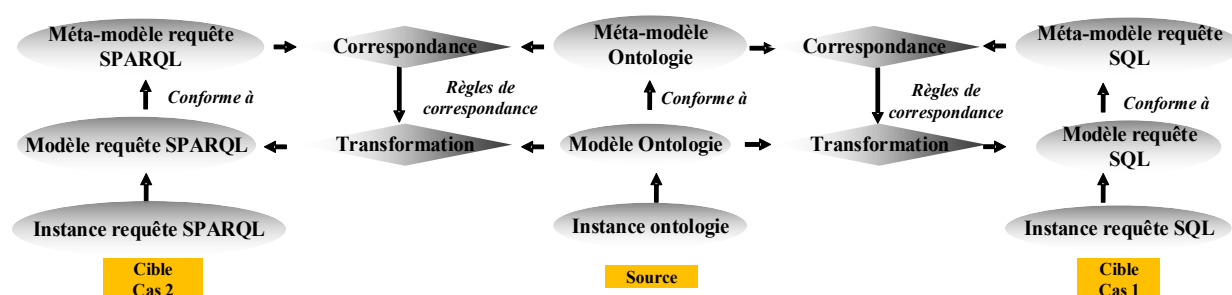 Méta-modèle requête
SPARQL
Correspondance
Méta-modèle
Ontologie
Correspondance
Méta-modèle requête
SQL
Conforme à
Règles de
correspondance
Conforme à
Règles de
correspondance
Conforme à
Modèle requête SPARQL
Transformation
Modèle Ontologie
Transformation
Modèle requête
SQL
Instance requête SPARQL
Instance ontologie
Instance requête SQL
Cible
Cas 2
Source
Cible
Cas 1